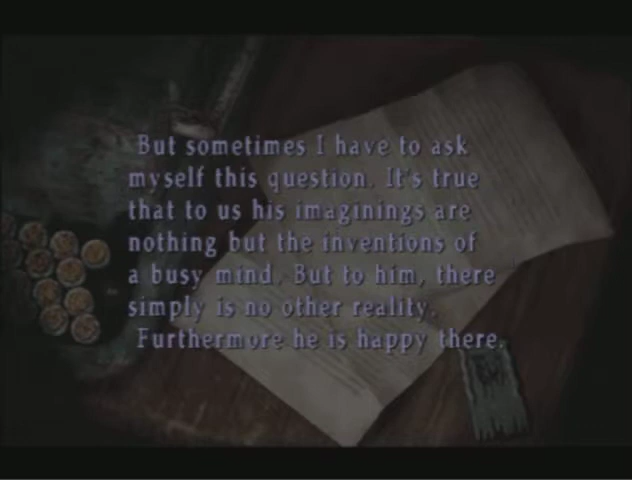 But sometimes I have to ask
myself this question. It's true
that to us his imaginings are
nothing but the inventions of
a busy mind. But to him, there
simply is no other reality.
Furthermore he is happy there.